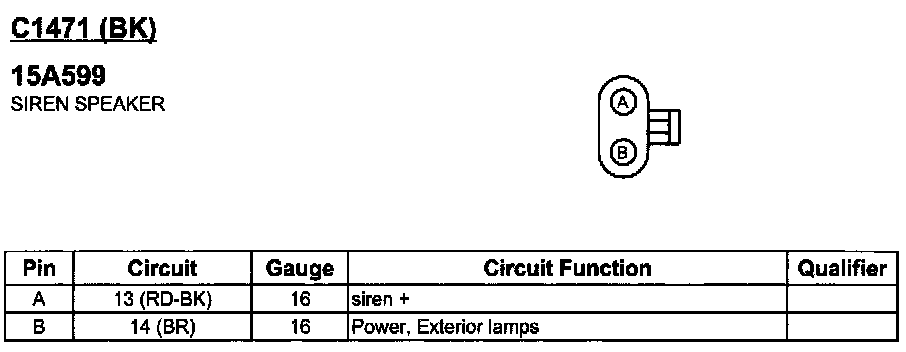 C1471 (BK)
15A599
SIREN SPEAKER
A
B
Pin Circuit Gauge Circuit Function Qualifier
A 13 (RD-BK) 16 siren +
B 14 (BR) 16 Power, Exterior lamps